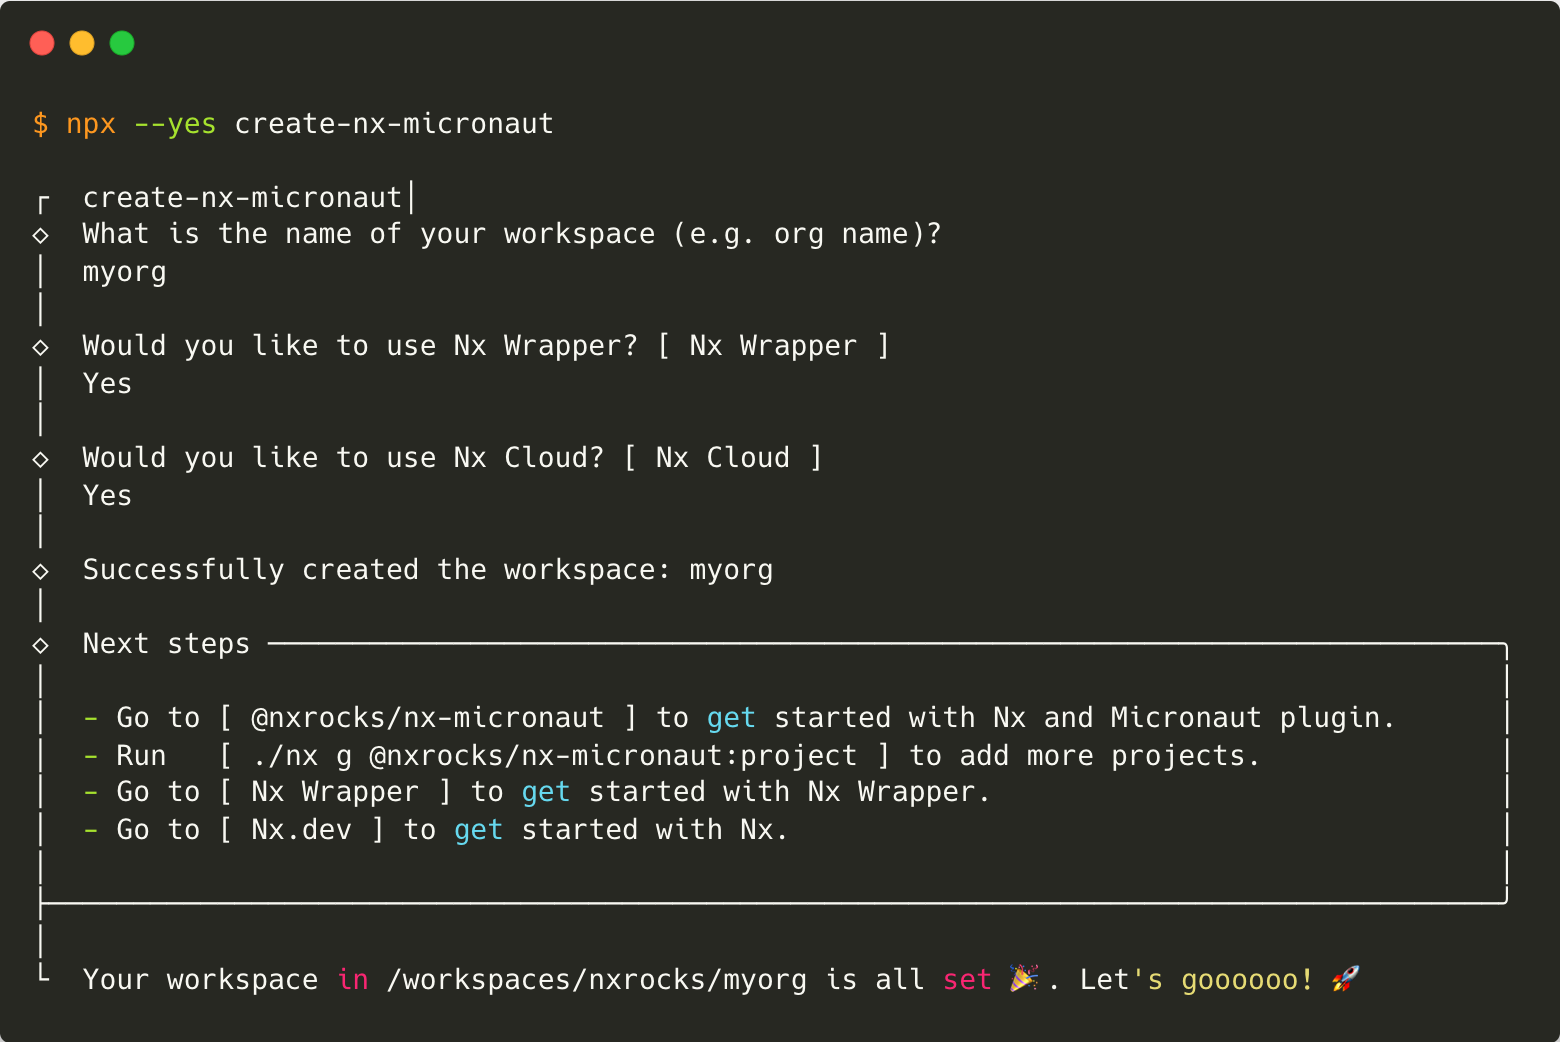 $ npx --yes create-nx-micronaut
┌  create-nx-micronaut│
◇  What is the name of your workspace (e.g. org name)?
│  myorg
│
◇  Would you like to use Nx Wrapper? [ Nx Wrapper ]
│  Yes
│
◇  Would you like to use Nx Cloud? [ Nx Cloud ]
│  Yes
│
◇  Successfully created the workspace: myorg
│
◇  Next steps ─────────────────────────────────────────────────────────────────────────╮
│                                                                                      │
│  - Go to [ @nxrocks/nx-micronaut ] to get started with Nx and Micronaut plugin.      │
│  - Run   [ ./nx g @nxrocks/nx-micronaut:project ] to add more projects.              │
│  - Go to [ Nx Wrapper ] to get started with Nx Wrapper.                              │
│  - Go to [ Nx.dev ] to get started with Nx.                                          │
│                                                                                      │
├──────────────────────────────────────────────────────────────────────────────────────╯
│
└  Your workspace in /workspaces/nxrocks/myorg is all set 🎉. Let's goooooo! 🚀